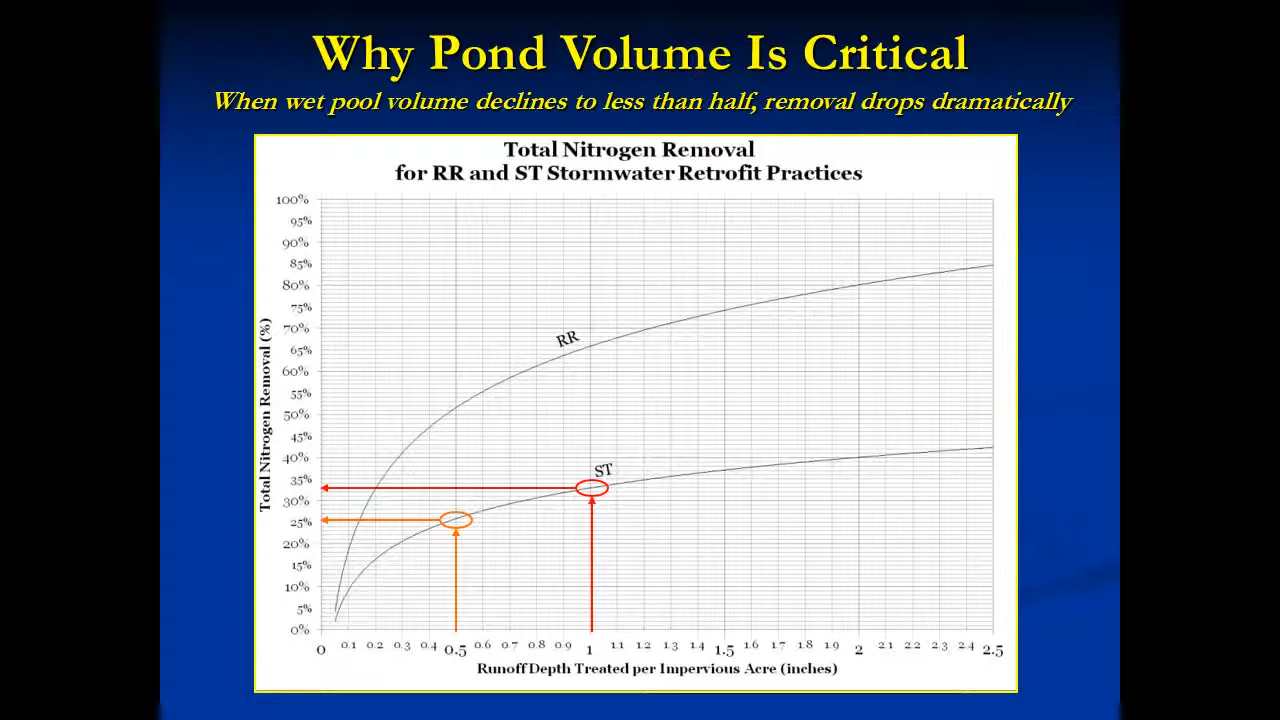 Why Pond Volume Is Critical
When wet pool volume declines to less than half, removal drops dramatically
Total Nitrogen Removal
for RR and ST Stormwater Retrofit Practices
Total Nitrogen Removal (%)
100%
95%
90%
85%
80%
75%
70%
65%
60%
55%
50%
45%
40%
35%
30%
25%
20%
15%
10%
5%
0%
RR
ST
0 0.1 0.2 0.3 0.4 0.5 0.6 0.7 0.8 0.9 1 1.1 1.2 1.3 1.4 1.5 1.6 1.7 1.8 1.9 2 2.1 2.2 2.3 2.4 2.5
Runoff Depth Treated per Impervious Acre (inches)